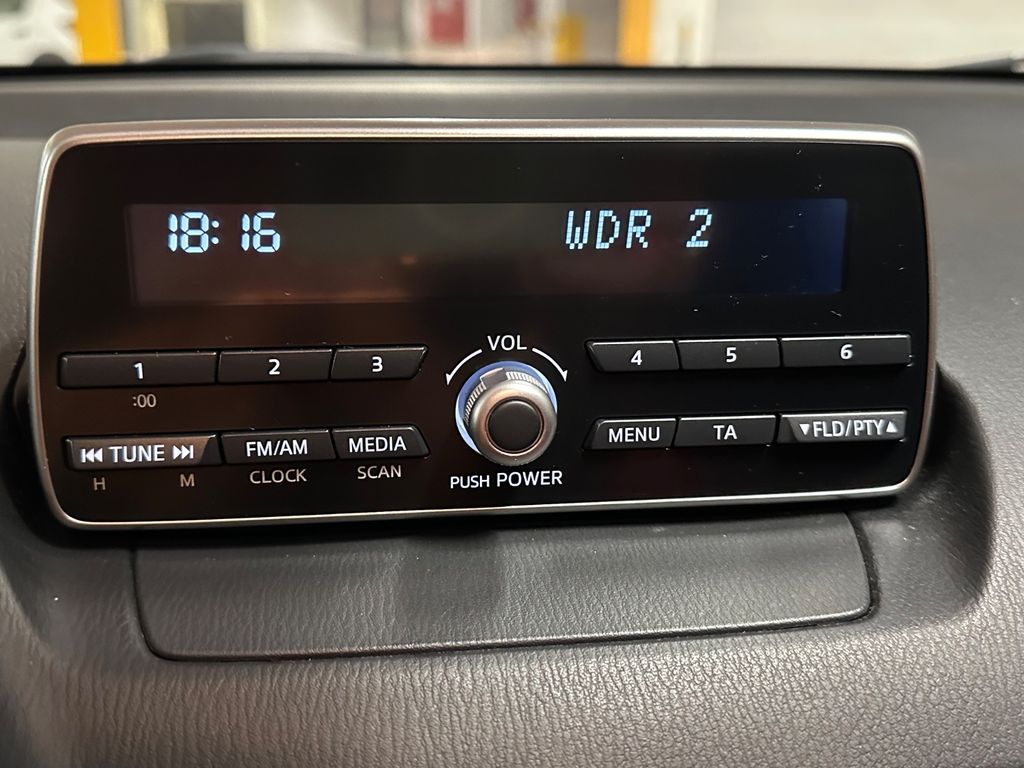 18:16 WDR 2
VOL
1 2 3 4 5 6
:00
⏮ TUNE ⏭ FM/AM MEDIA MENU TA ▼FLD/PTY▲
H M CLOCK SCAN PUSH POWER